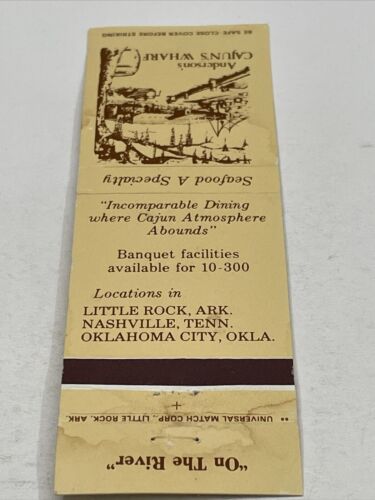 BE SAFE CLOSE COVER BEFORE STRIKING
Anderson's
CAJUN'S WHARF
Seafood A Specialty
"Incomparable Dining
where Cajun Atmosphere
Abounds"
Banquet facilities
available for 10-300
Locations in
LITTLE ROCK, ARK.
NASHVILLE, TENN.
OKLAHOMA CITY, OKLA.
UNIVERSAL MATCH CORP., LITTLE ROCK, ARK.
"On The River"